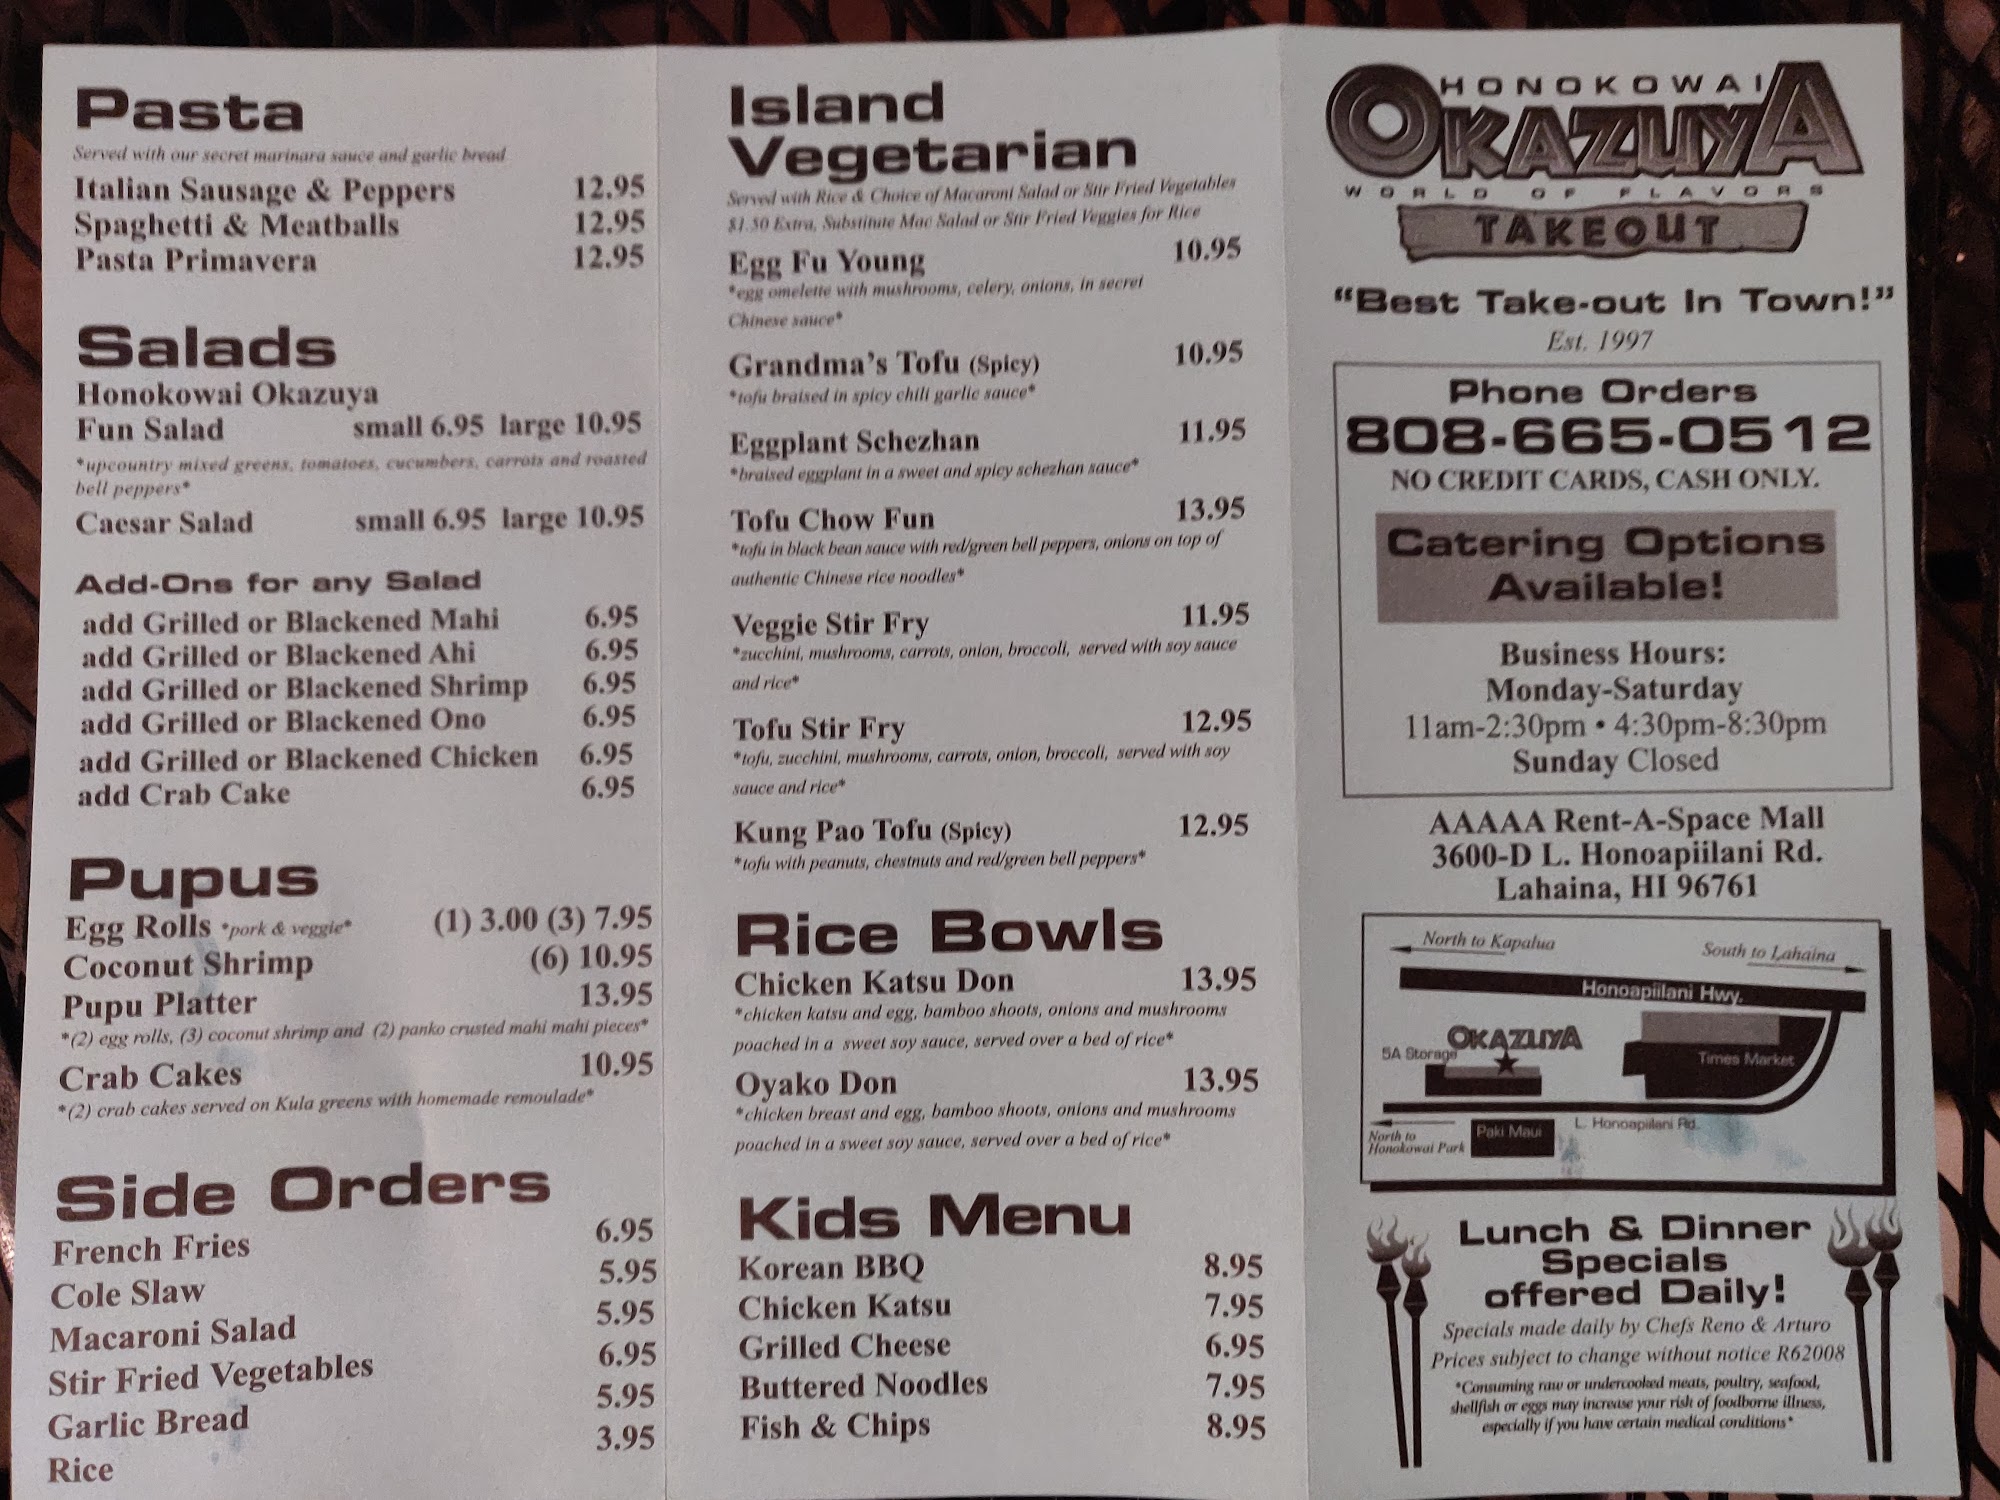 Pasta
Served with our secret marinara sauce and garlic bread
Italian Sausage & Peppers 12.95
Spaghetti & Meatballs 12.95
Pasta Primavera 12.95
Salads
Honokowai Okazuya
Fun Salad small 6.95 large 10.95
*upcountry mixed greens, tomatoes, cucumbers, carrots and roasted
bell peppers*
Caesar Salad small 6.95 large 10.95
Add-Ons for any Salad
add Grilled or Blackened Mahi 6.95
add Grilled or Blackened Ahi 6.95
add Grilled or Blackened Shrimp 6.95
add Grilled or Blackened Ono 6.95
add Grilled or Blackened Chicken 6.95
add Crab Cake 6.95
Pupus
Egg Rolls *pork & veggie* (1) 3.00 (3) 7.95
Coconut Shrimp (6) 10.95
Pupu Platter 13.95
*(2) egg rolls, (3) coconut shrimp and (2) panko crusted mahi mahi pieces*
Crab Cakes 10.95
*(2) crab cakes served on Kula greens with homemade remoulade*
Side Orders
French Fries 6.95
Cole Slaw 5.95
Macaroni Salad 5.95
Stir Fried Vegetables 6.95
Garlic Bread 5.95
Rice 3.95
Island
Vegetarian
Served with Rice & Choice of Macaroni Salad or Stir Fried Vegetables
$1.50 Extra, Substitute Mac Salad or Stir Fried Veggies for Rice
Egg Fu Young 10.95
*egg omelette with mushrooms, celery, onions, in secret
Chinese sauce*
Grandma's Tofu (Spicy) 10.95
*tofu braised in spicy chili garlic sauce*
Eggplant Schezhan 11.95
*braised eggplant in a sweet and spicy schezhan sauce*
Tofu Chow Fun 13.95
*tofu in black bean sauce with red/green bell peppers, onions on top of
authentic Chinese rice noodles*
Veggie Stir Fry 11.95
*zucchini, mushrooms, carrots, onion, broccoli, served with soy sauce
and rice*
Tofu Stir Fry 12.95
*tofu, zucchini, mushrooms, carrots, onion, broccoli, served with soy
sauce and rice*
Kung Pao Tofu (Spicy) 12.95
*tofu with peanuts, chestnuts and red/green bell peppers*
Rice Bowls
Chicken Katsu Don 13.95
*chicken katsu and egg, bamboo shoots, onions and mushrooms
poached in a sweet soy sauce, served over a bed of rice*
Oyako Don 13.95
*chicken breast and egg, bamboo shoots, onions and mushrooms
poached in a sweet soy sauce, served over a bed of rice*
Kids Menu
Korean BBQ 8.95
Chicken Katsu 7.95
Grilled Cheese 6.95
Buttered Noodles 7.95
Fish & Chips 8.95
HONOKOWAI
OKAZUYA
WORLD OF FLAVORS
TAKEOUT
"Best Take-out In Town!"
Est. 1997
Phone Orders
808-665-0512
NO CREDIT CARDS, CASH ONLY.
Catering Options
Available!
Business Hours:
Monday-Saturday
11am-2:30pm • 4:30pm-8:30pm
Sunday Closed
AAAAA Rent-A-Space Mall
3600-D L. Honoapiilani Rd.
Lahaina, HI 96761
North to Kapalua
South to Lahaina
Honoapiilani Hwy.
OKAZUYA
5A Storage
Times Market
L. Honoapiilani Rd.
North to
Honokowai Park
Paki Maui
Lunch & Dinner
Specials
offered Daily!
Specials made daily by Chefs Reno & Arturo
Prices subject to change without notice R62008
*Consuming raw or undercooked meats, poultry, seafood,
shellfish or eggs may increase your risk of foodborne illness,
especially if you have certain medical conditions*